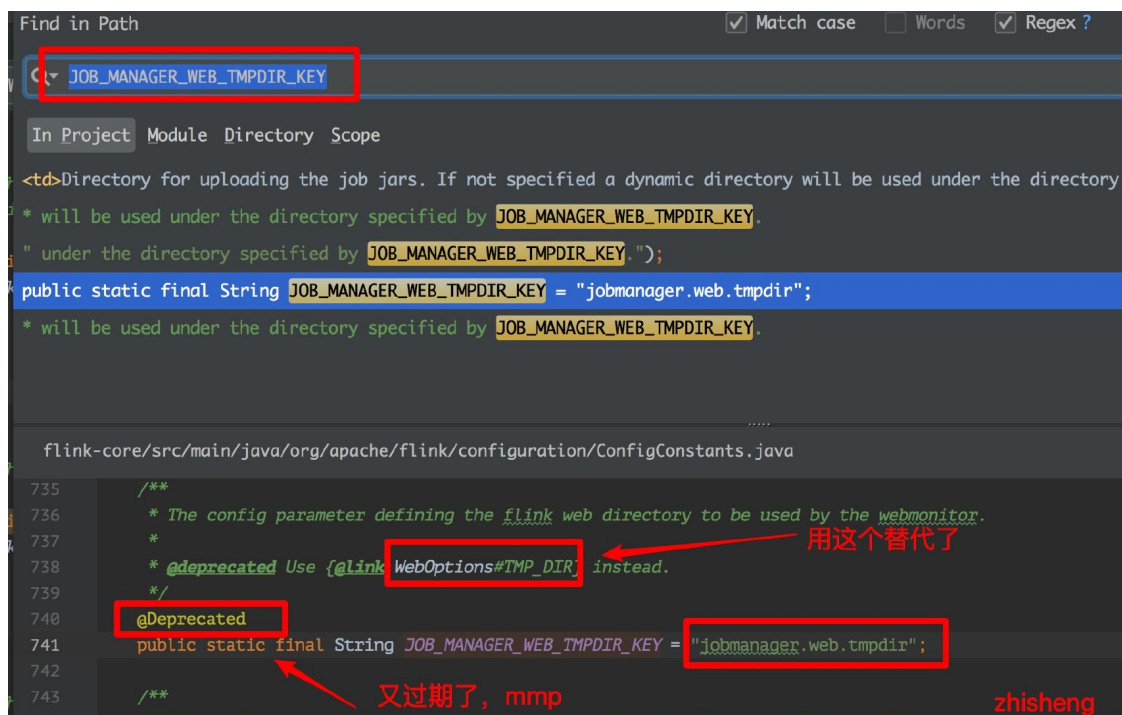 Find in Path Match case Words Regex ?
JOB_MANAGER_WEB_TMPDIR_KEY
In Project Module Directory Scope
<td>Directory for uploading the job jars. If not specified a dynamic directory will be used under the directory
* will be used under the directory specified by JOB_MANAGER_WEB_TMPDIR_KEY.
" under the directory specified by JOB_MANAGER_WEB_TMPDIR_KEY.");
public static final String JOB_MANAGER_WEB_TMPDIR_KEY = "jobmanager.web.tmpdir";
* will be used under the directory specified by JOB_MANAGER_WEB_TMPDIR_KEY.
flink-core/src/main/java/org/apache/flink/configuration/ConfigConstants.java
735 /**
736 * The config parameter defining the flink web directory to be used by the webmonitor.
737 *
用这个替代了
738 * @deprecated Use {@link WebOptions#TMP_DIR} instead.
739 */
740 @Deprecated
741 public static final String JOB_MANAGER_WEB_TMPDIR_KEY = "jobmanager.web.tmpdir";
742
743 /**
又过期了，mmp
zhisheng